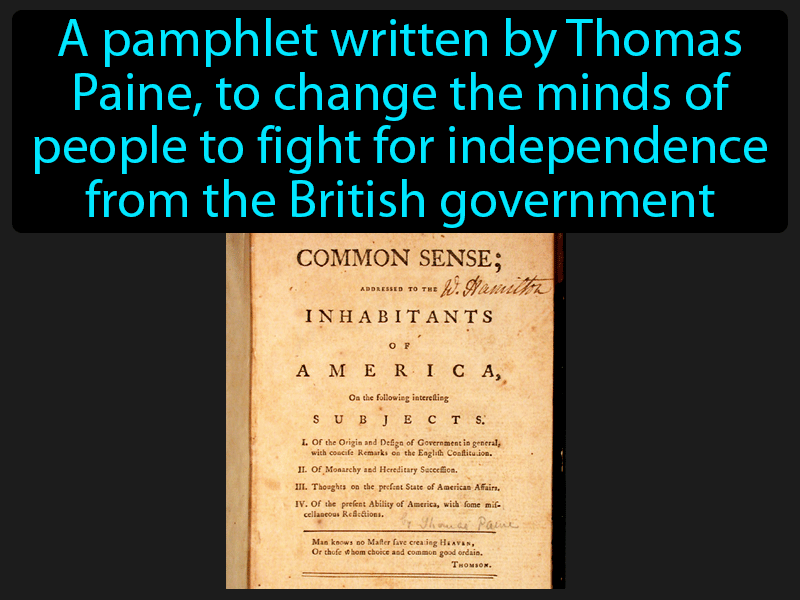 A pamphlet written by Thomas
Paine, to change the minds of
people to fight for independence
from the British government
COMMON SENSE;
ADDRESSED TO THE W. Hamilton
INHABITANTS
OF
AMERICA,
On the following intereſting
SUBJECTS.
I. Of the Origin and Deſign of Government in general,
with conciſe Remarks on the Engliſh Conſtitution.
II. Of Monarchy and Hereditary Succeſſion.
III. Thoughts on the preſent State of American Affairs.
IV. Of the preſent Ability of America, with ſome miſ-
cellaneous Reflections.
Thomas Paine
Man knows no Maſter ſave creating HEAVEN,
Or thoſe whom choice and common good ordain.
THOMSON.